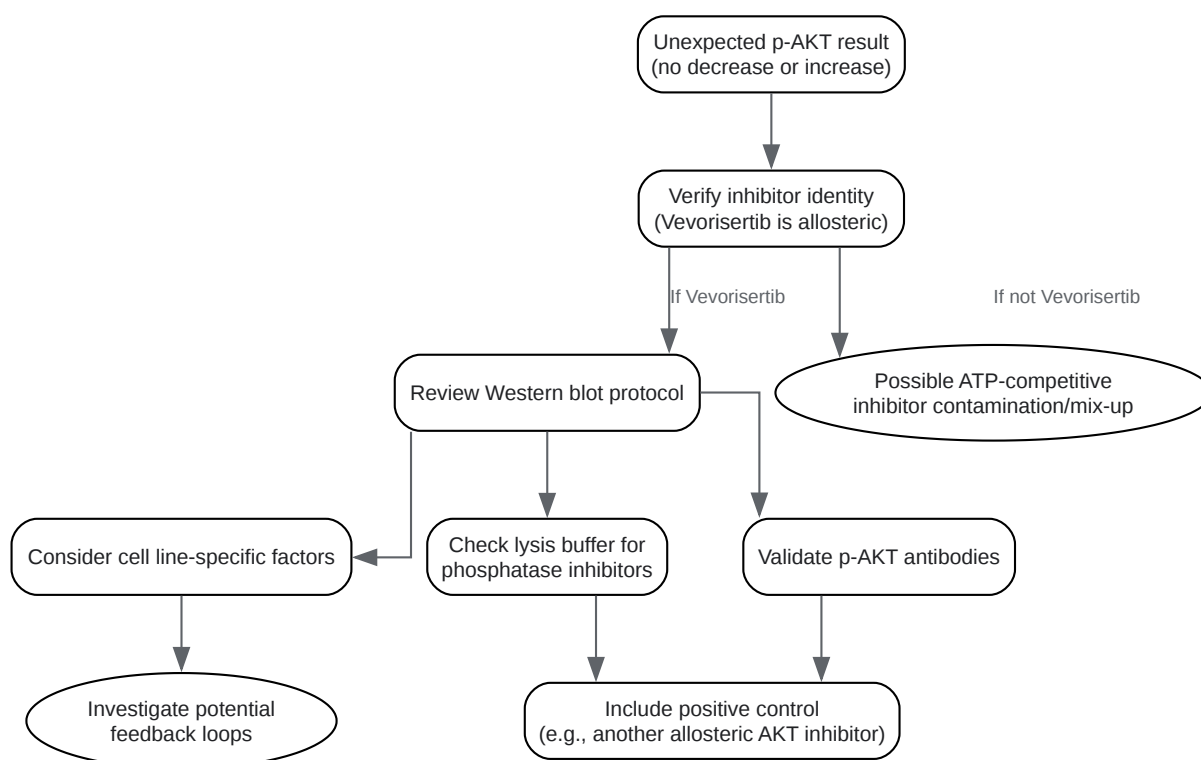 Unexpected p-AKT result
(no decrease or increase)
Verify inhibitor identity
(Vevorisertib is allosteric)
If Vevorisertib
If not Vevorisertib
Review Western blot protocol
Possible ATP-competitive
inhibitor contamination/mix-up
Consider cell line-specific factors
Check lysis buffer for
phosphatase inhibitors
Validate p-AKT antibodies
Investigate potential
feedback loops
Include positive control
(e.g., another allosteric AKT inhibitor)